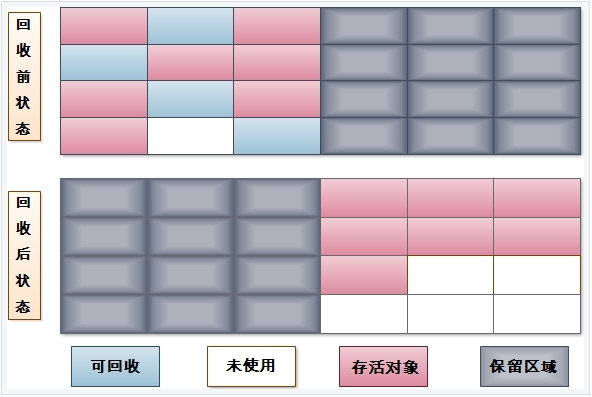 回收前状态
回收后状态
可回收
未使用
存活对象
保留区域